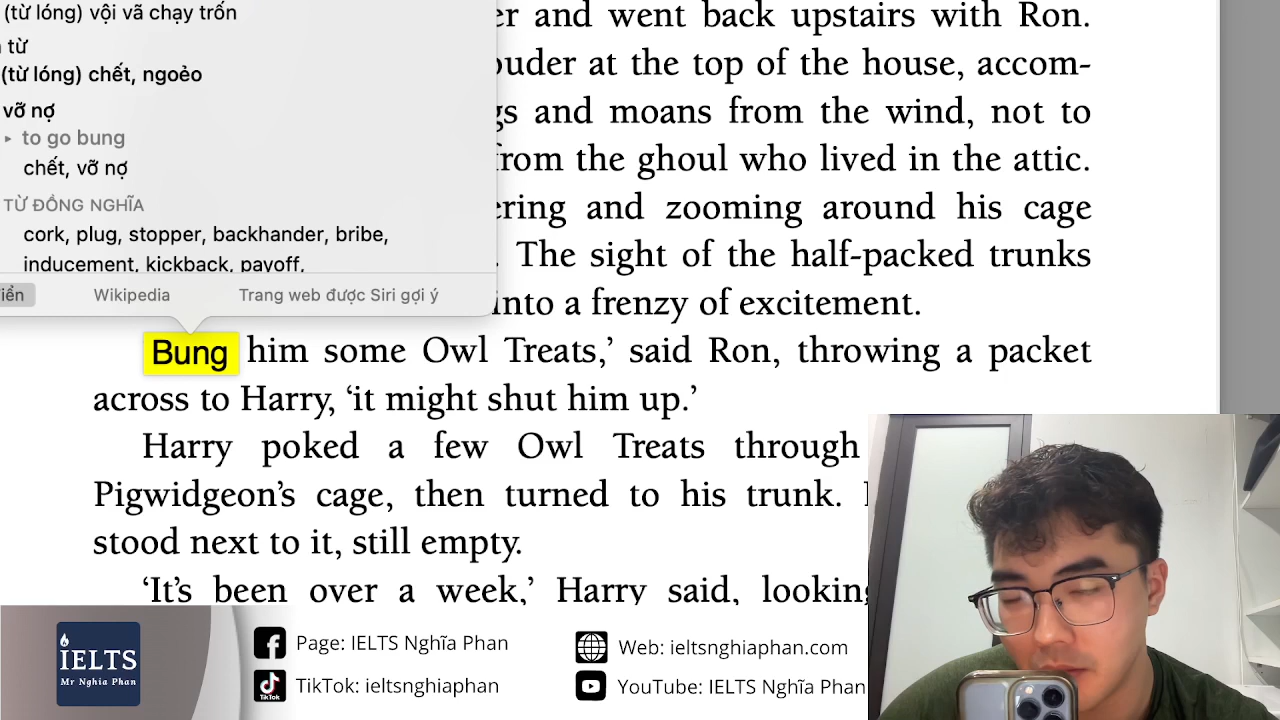 (từ lóng) vội vã chạy trốn
từ
(từ lóng) chết, ngoẻo
vỡ nợ
▸ to go bung
chết, vỡ nợ
TỪ ĐỒNG NGHĨA
cork, plug, stopper, backhander, bribe,
inducement, kickback, payoff,
Wikipedia
Trang web được Siri gợi ý
and went back upstairs with Ron.
at the top of the house, accom-
and moans from the wind, not to
from the ghoul who lived in the attic.
and zooming around his cage
. The sight of the half-packed trunks
into a frenzy of excitement.
Bung him some Owl Treats,’ said Ron, throwing a packet
across to Harry, ‘it might shut him up.’
Harry poked a few Owl Treats through
Pigwidgeon’s cage, then turned to his trunk.
stood next to it, still empty.
‘It’s been over a week,’ Harry said, looking
IELTS
Mr Nghia Phan
Page: IELTS Nghĩa Phan
TikTok
TikTok: ieltsnghiaphan
Web: ieltsnghiaphan.com
YouTube: IELTS Nghĩa Phan